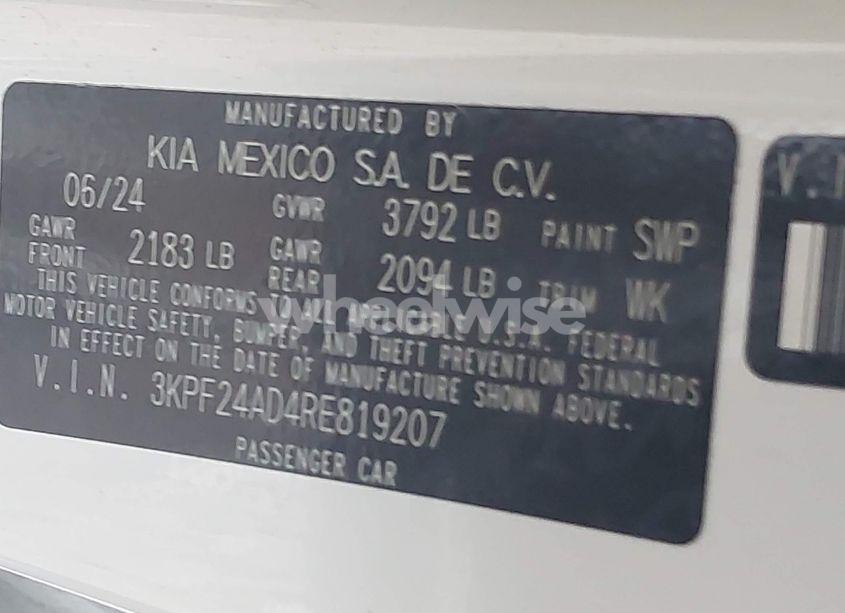 MANUFACTURED BY
KIA MEXICO S.A. DE C.V.
06/24 GVWR 3792 LB PAINT SWP
GAWR FRONT 2183 LB GAWR REAR 2094 LB TRIM WK
THIS VEHICLE CONFORMS TO ALL APPLICABLE U.S.A. FEDERAL
MOTOR VEHICLE SAFETY, BUMPER, AND THEFT PREVENTION STANDARDS
IN EFFECT ON THE DATE OF MANUFACTURE SHOWN ABOVE.
V.I.N. 3KPF24AD4RE819207
PASSENGER CAR
V.I
wheelwise